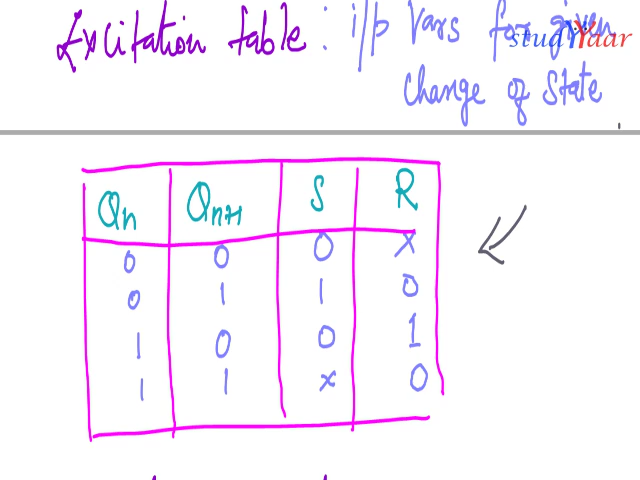 Excitation table : i/p Vars for given
studYYaar
Change of State
Qn Qn+1 S R
0 0 0 x
0 1 1 0
1 0 0 1
1 1 x 0